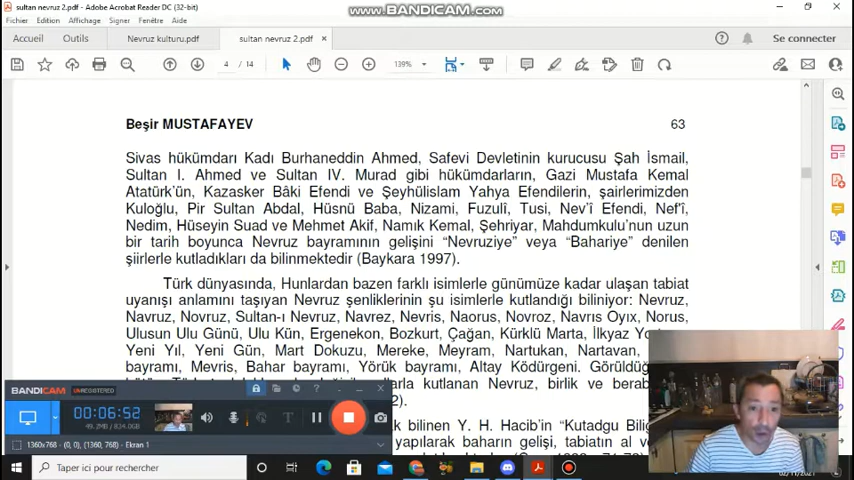 sultan nevruz 2.pdf - Adobe Acrobat Reader DC (32-bit)
www.BANDICAM.com
Fichier Edition Affichage Signer Fenêtre Aide
Accueil Outils Nevruz kulturu.pdf sultan nevruz 2.pdf × Se connecter
4 / 14 139%
Beşir MUSTAFAYEV 63
Sivas hükümdarı Kadı Burhaneddin Ahmed, Safevi Devletinin kurucusu Şah İsmail,
Sultan I. Ahmed ve Sultan IV. Murad gibi hükümdarların, Gazi Mustafa Kemal
Atatürk'ün, Kazasker Bâki Efendi ve Şeyhülislam Yahya Efendilerin, şairlerimizden
Kuloğlu, Pir Sultan Abdal, Hüsnü Baba, Nizami, Fuzulî, Tusi, Nev'î Efendi, Nef'î,
Nedim, Hüseyin Suad ve Mehmet Akif, Namık Kemal, Şehriyar, Mahdumkulu'nun uzun
bir tarih boyunca Nevruz bayramının gelişini “Nevruziye” veya “Bahariye” denilen
şiirlerle kutladıkları da bilinmektedir (Baykara 1997).
Türk dünyasında, Hunlardan bazen farklı isimlerle günümüze kadar ulaşan tabiat
uyanışı anlamını taşıyan Nevruz şenliklerinin şu isimlerle kutlandığı biliniyor: Nevruz,
Navruz, Novruz, Sultan-ı Nevruz, Navrez, Nevris, Naorus, Novroz, Navrıs Oyıx, Norus,
Ulusun Ulu Günü, Ulu Kün, Ergenekon, Bozkurt, Çağan, Kürklü Marta, İlkyaz
Yeni Yıl, Yeni Gün, Mart Dokuzu, Mereke, Meyram, Nartukan, Nartavan,
bayramı, Mevris, Bahar bayramı, Yörük bayramı, Altay Ködürgeni.
kutlanan Nevruz, birlik ve
bilinen Y. H. Hacib'in “Kutadgu
yapılarak baharın gelişi, tabiatın al
BANDICAM UNREGISTERED
00:06:52
49.2MB / 834.0GB
1360x768 - (0, 0), (1360, 768) - Ekran 1
Taper ici pour rechercher
02/11/2021